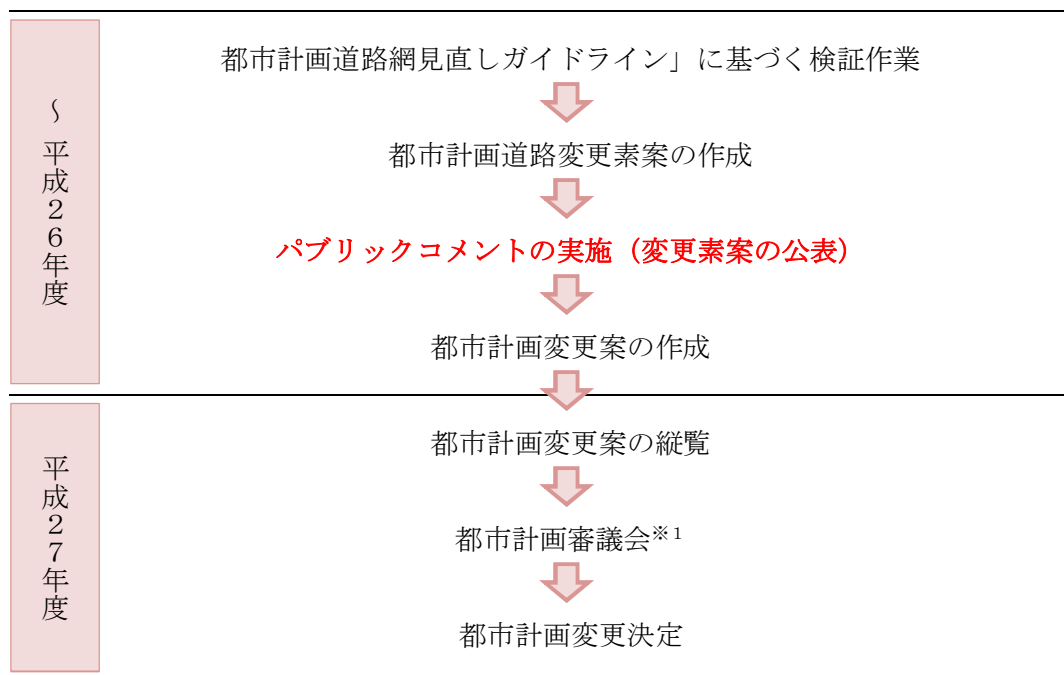 ～平成２６年度
都市計画道路網見直しガイドライン」に基づく検証作業
都市計画道路変更素案の作成
パブリックコメントの実施（変更素案の公表）
都市計画変更案の作成
平成２７年度
都市計画変更案の縦覧
都市計画審議会※1
都市計画変更決定